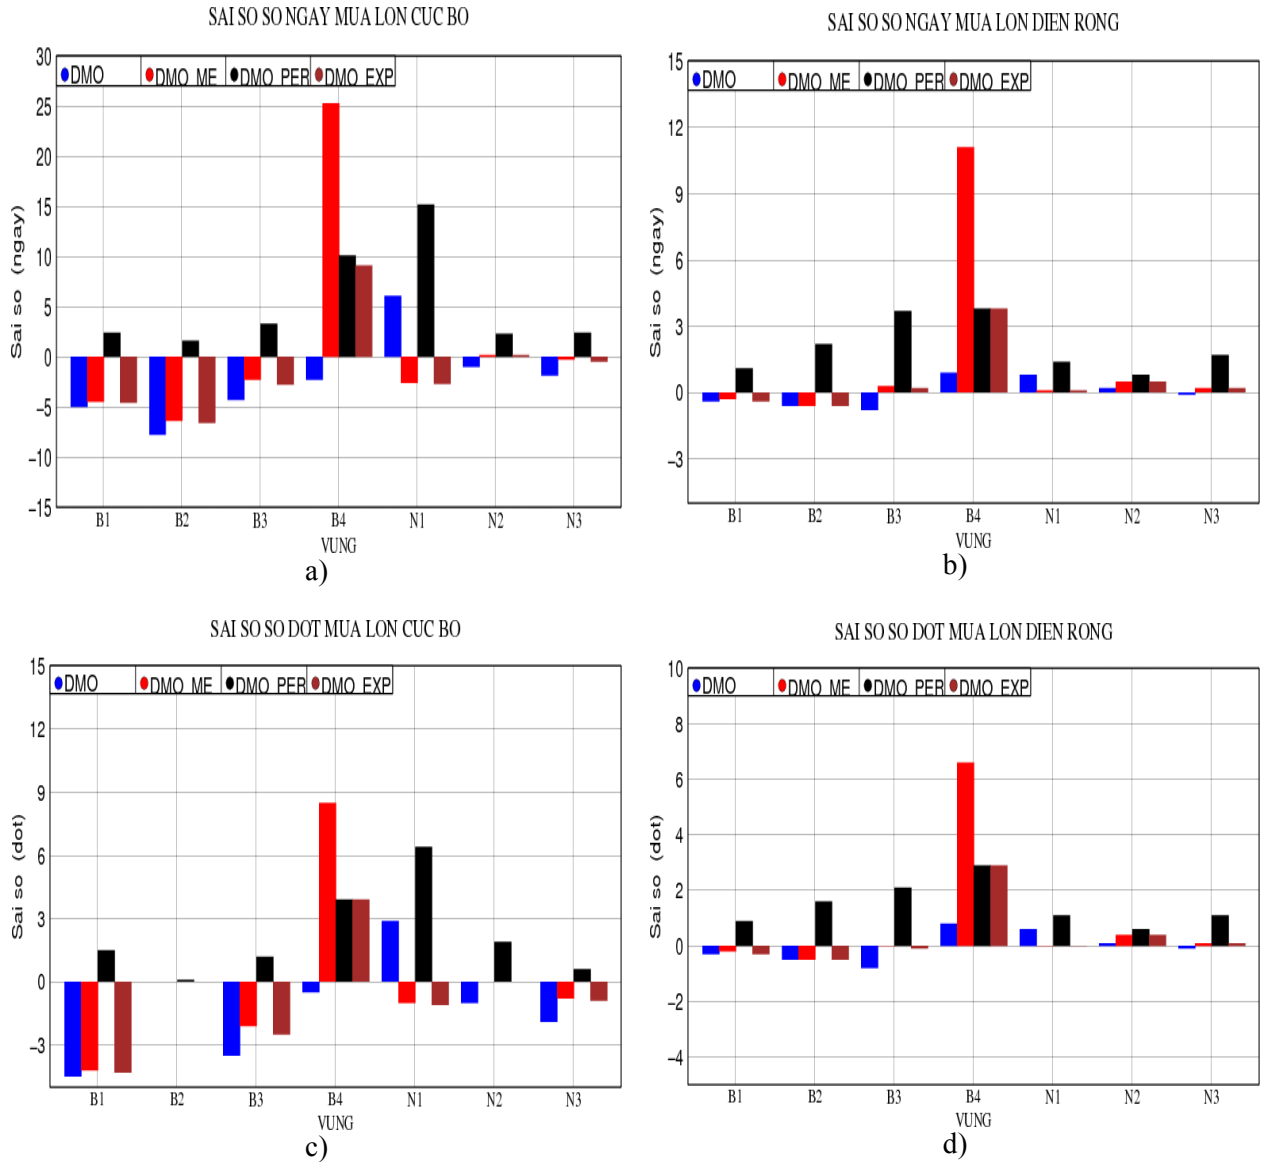 SAI SO SO NGAY MUA LON CUC BO
30
25
20
15
10
5
0
−5
−10
−15
Sai so (ngay)
DMO DMO_ME DMO_PER DMO_EXP
B1 B2 B3 B4 N1 N2 N3
VUNG
a)
SAI SO SO NGAY MUA LON DIEN RONG
15
12
9
6
3
0
−3
Sai so (ngay)
DMO DMO_ME DMO_PER DMO_EXP
B1 B2 B3 B4 N1 N2 N3
VUNG
b)
SAI SO SO DOT MUA LON CUC BO
15
12
9
6
3
0
−3
Sai so (dot)
DMO DMO_ME DMO_PER DMO_EXP
B1 B2 B3 B4 N1 N2 N3
VUNG
c)
SAI SO SO DOT MUA LON DIEN RONG
10
8
6
4
2
0
−2
−4
Sai so (dot)
DMO DMO_ME DMO_PER DMO_EXP
B1 B2 B3 B4 N1 N2 N3
VUNG
d)